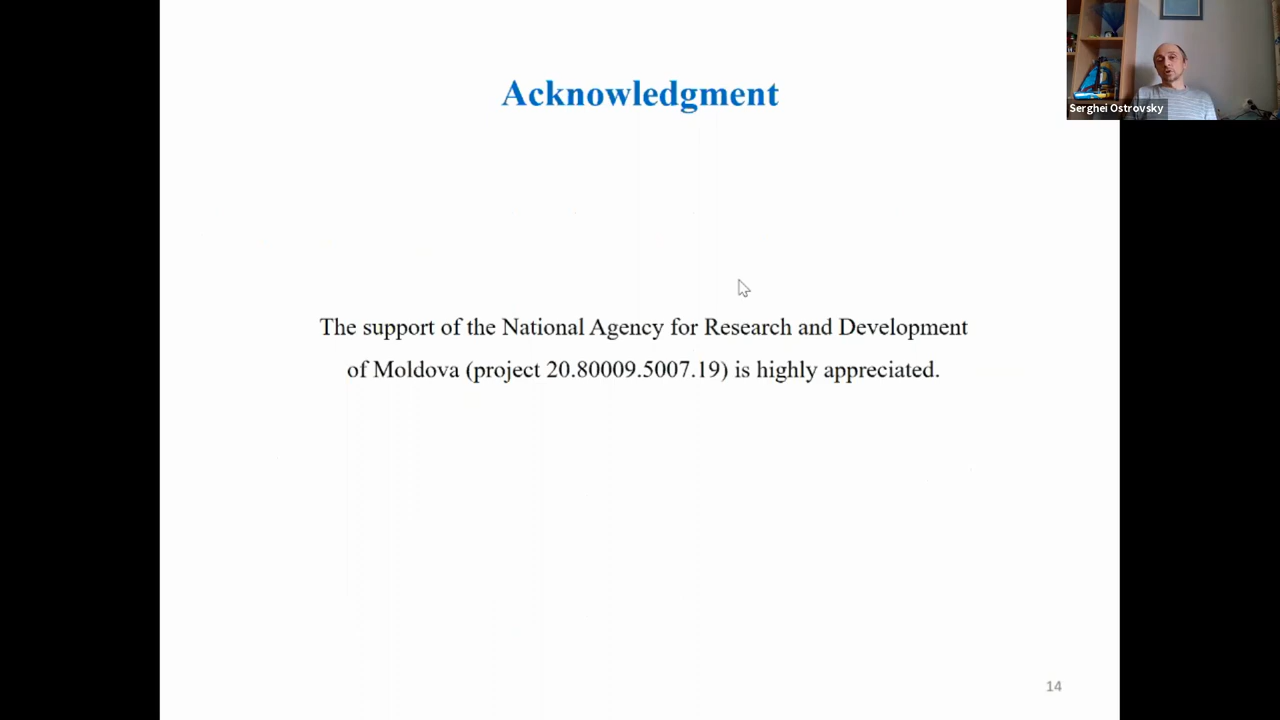 Acknowledgment
Serghei Ostrovsky
The support of the National Agency for Research and Development
of Moldova (project 20.80009.5007.19) is highly appreciated.
14